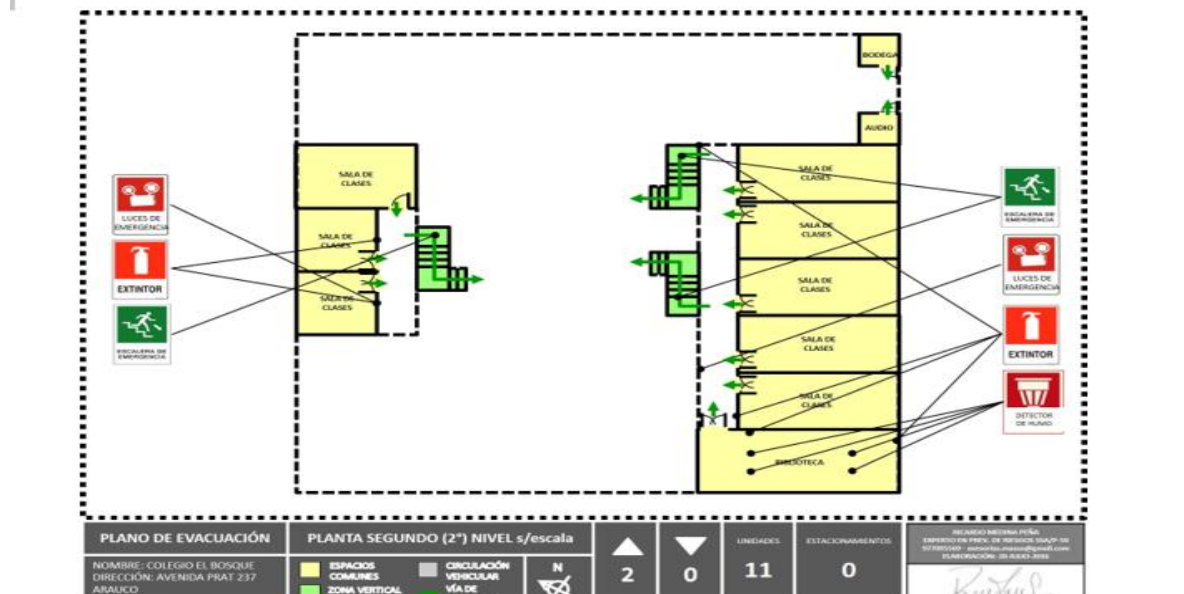 BODEGA
AUDIO
SALA DE
CLASES
SALA DE
CLASES
SALA DE
CLASES
LUCES DE
EMERGENCIA
EXTINTOR
ESCALERA DE
EMERGENCIA
SALA DE
CLASES
SALA DE
CLASES
SALA DE
CLASES
SALA DE
CLASES
SALA DE
CLASES
BIBLIOTECA
ESCALERA DE
EMERGENCIA
LUCES DE
EMERGENCIA
EXTINTOR
DETECTOR
DE HUMO
PLANO DE EVACUACIÓN
NOMBRE: COLEGIO EL BOSQUE
DIRECCIÓN: AVENIDA PRAT 237
ARAUCO
PLANTA SEGUNDO (2°) NIVEL s/escala
ESPACIOS
COMUNES
ZONA VERTICAL
CIRCULACIÓN
VEHICULAR
VÍA DE
N
2
0
UNIDADES
11
ESTACIONAMIENTOS
0
RICARDO MEDINA PEÑA
EXPERTO EN PREV. DE RIESGOS